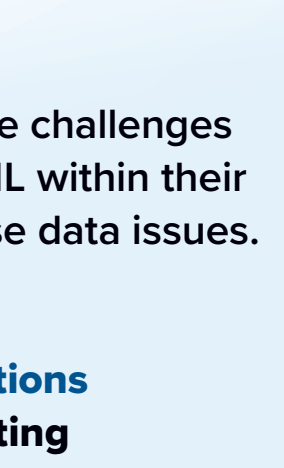 e challenges
IL within their
se data issues.
tions
ting